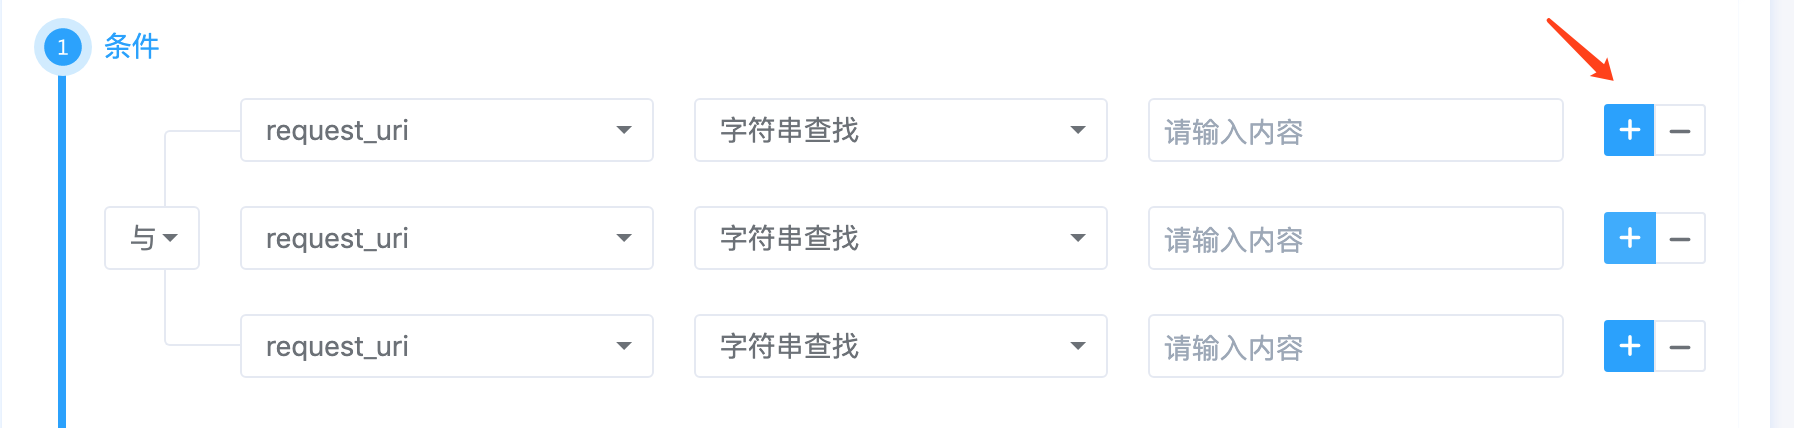 1 条件
request_uri 字符串查找 请输入内容
与 request_uri 字符串查找 请输入内容
request_uri 字符串查找 请输入内容